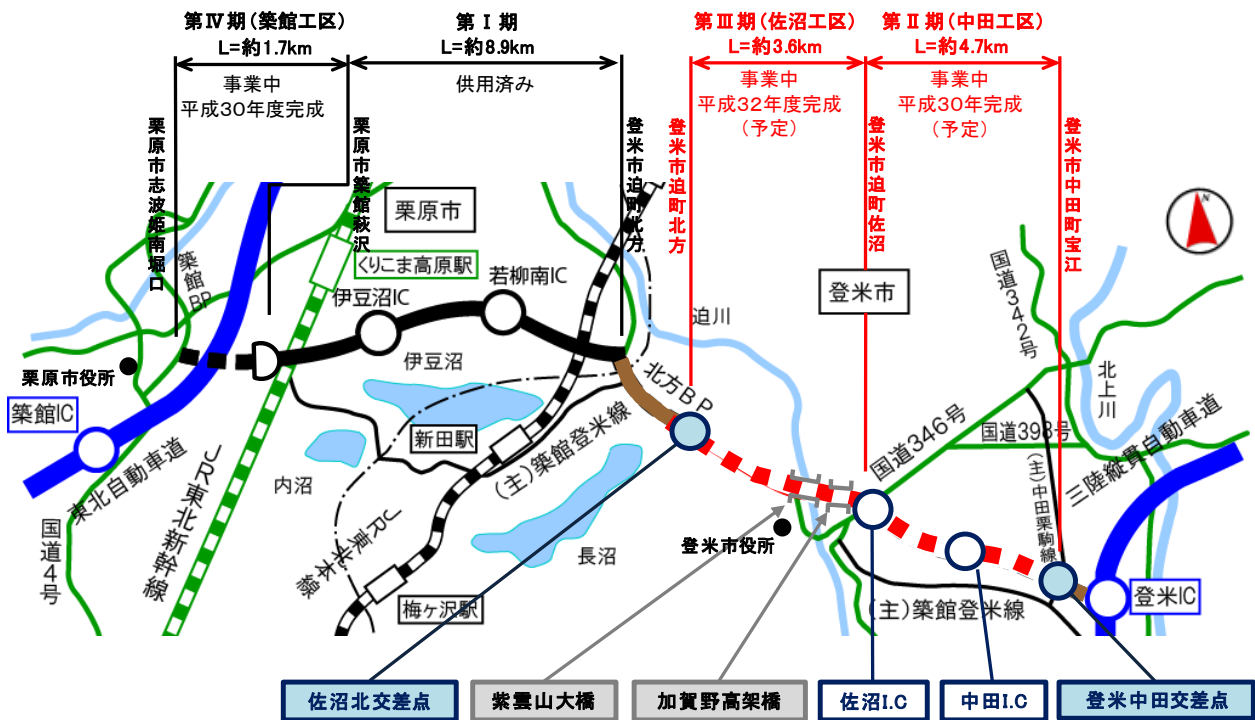 第Ⅳ期(築館工区)
L=約1.7km
事業中
平成30年度完成
第Ⅰ期
L=約8.9km
供用済み
第Ⅲ期(佐沼工区)
L=約3.6km
事業中
平成32年度完成
(予定)
第Ⅱ期(中田工区)
L=約4.7km
事業中
平成30年完成
(予定)
栗原市志波姫南堀口
栗原市築館萩沢
登米市迫町北方
登米市迫町北方
登米市迫町佐沼
登米市中田町宝江
N
栗原市
築館BP
くりこま高原駅
伊豆沼IC
若柳南IC
登米市
迫川
国道342号
北上川
栗原市役所
伊豆沼
北方BP
築館IC
新田駅
(主)築館登米線
国道346号
国道398号
東北自動車道
JR東北新幹線
内沼
JR東北本線
長沼
登米市役所
(主)中田栗駒線
三陸縦貫自動車道
国道4号
梅ヶ沢駅
(主)築館登米線
登米IC
佐沼北交差点
紫雲山大橋
加賀野高架橋
佐沼I.C
中田I.C
登米中田交差点